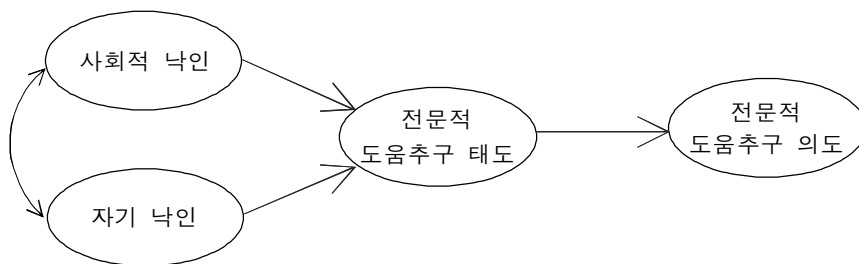 사회적 낙인
전문적
도움추구 태도
전문적
도움추구 의도
자기 낙인